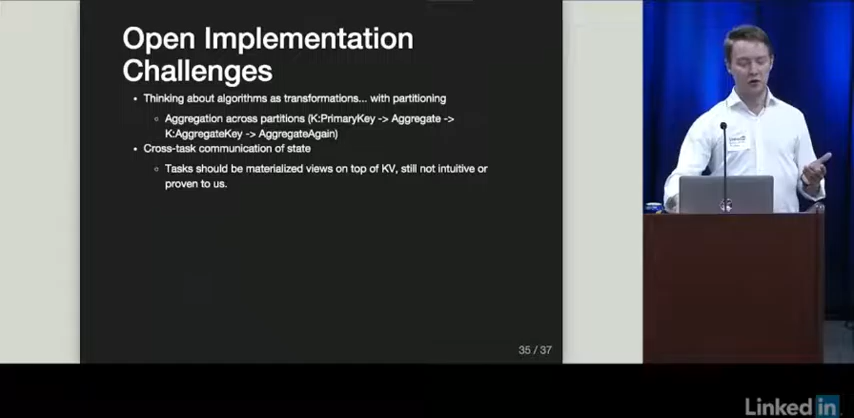 Open Implementation
Challenges
• Thinking about algorithms as transformations... with partitioning
◦ Aggregation across partitions (K:PrimaryKey -> Aggregate ->
K:AggregateKey -> AggregateAgain)
• Cross-task communication of state
◦ Tasks should be materialized views on top of KV, still not intuitive or
proven to us.
35 / 37
Linked in